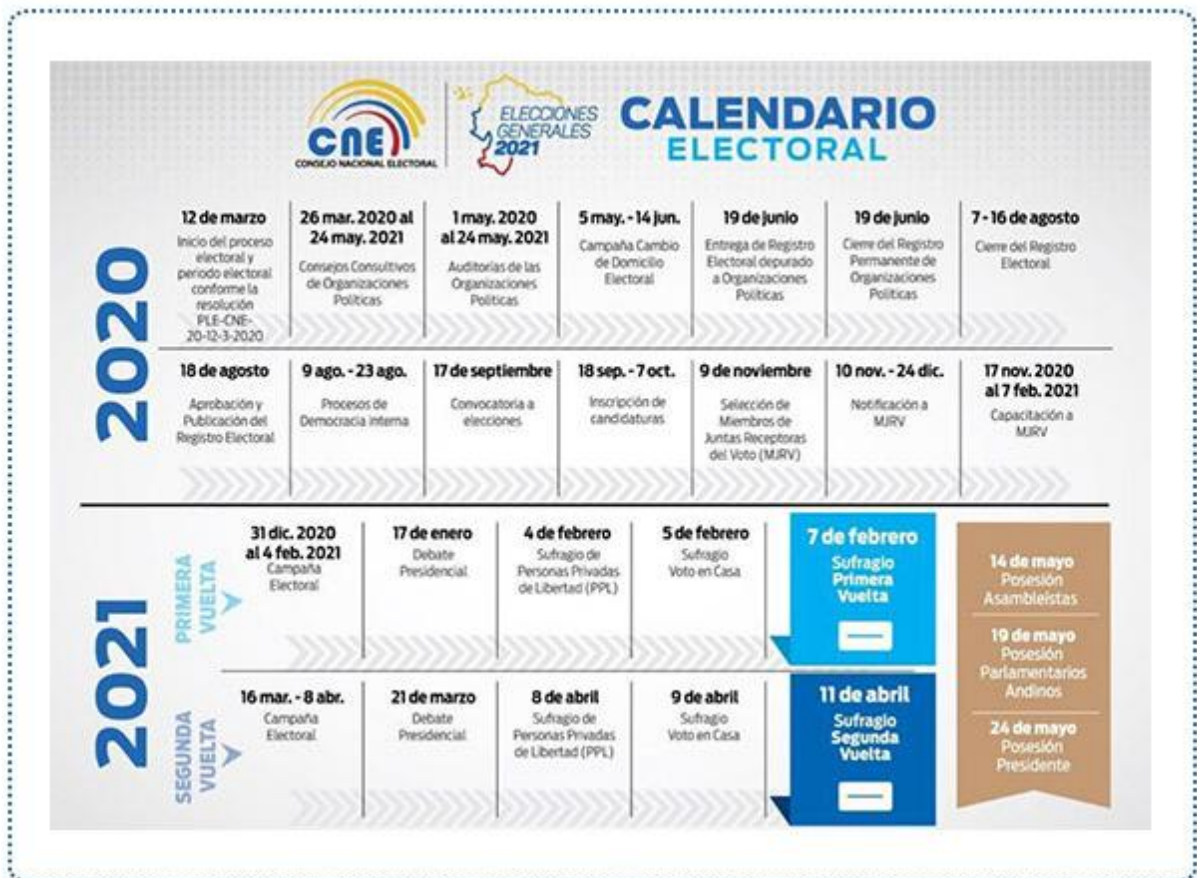 CNE
CONSEJO NACIONAL ELECTORAL
ELECCIONES
GENERALES
2021
CALENDARIO
ELECTORAL
2020
12 de marzo
Inicio del proceso
electoral y
periodo electoral
conforme la
resolución
PLE-CNE-
20-12-3-2020
26 mar. 2020 al
24 may. 2021
Consejos Consultivos
de Organizaciones
Políticas
1 may. 2020
al 24 may. 2021
Auditorías de las
Organizaciones
Políticas
5 may. - 14 jun.
Campaña Cambio
de Domicilio
Electoral
19 de junio
Entrega de Registro
Electoral depurado
a Organizaciones
Políticas
19 de junio
Cierre del Registro
Permanente de
Organizaciones
Políticas
7 - 16 de agosto
Cierre del Registro
Electoral
18 de agosto
Aprobación y
Publicación del
Registro Electoral
9 ago. - 23 ago.
Procesos de
Democracia Interna
17 de septiembre
Convocatoria a
elecciones
18 sep. - 7 oct.
Inscripción de
candidaturas
9 de noviembre
Selección de
Miembros de
Juntas Receptoras
del Voto (MJRV)
10 nov. - 24 dic.
Notificación a
MJRV
17 nov. 2020
al 7 feb. 2021
Capacitación a
MJRV
2021
PRIMERA
VUELTA
31 dic. 2020
al 4 feb. 2021
Campaña
Electoral
17 de enero
Debate
Presidencial
4 de febrero
Sufragio de
Personas Privadas
de Libertad (PPL)
5 de febrero
Sufragio
Voto en Casa
7 de febrero
Sufragio
Primera
Vuelta
SEGUNDA
VUELTA
16 mar. - 8 abr.
Campaña
Electoral
21 de marzo
Debate
Presidencial
8 de abril
Sufragio de
Personas Privadas
de Libertad (PPL)
9 de abril
Sufragio
Voto en Casa
11 de abril
Sufragio
Segunda
Vuelta
14 de mayo
Posesión
Asambleístas
19 de mayo
Posesión
Parlamentarios
Andinos
24 de mayo
Posesión
Presidente